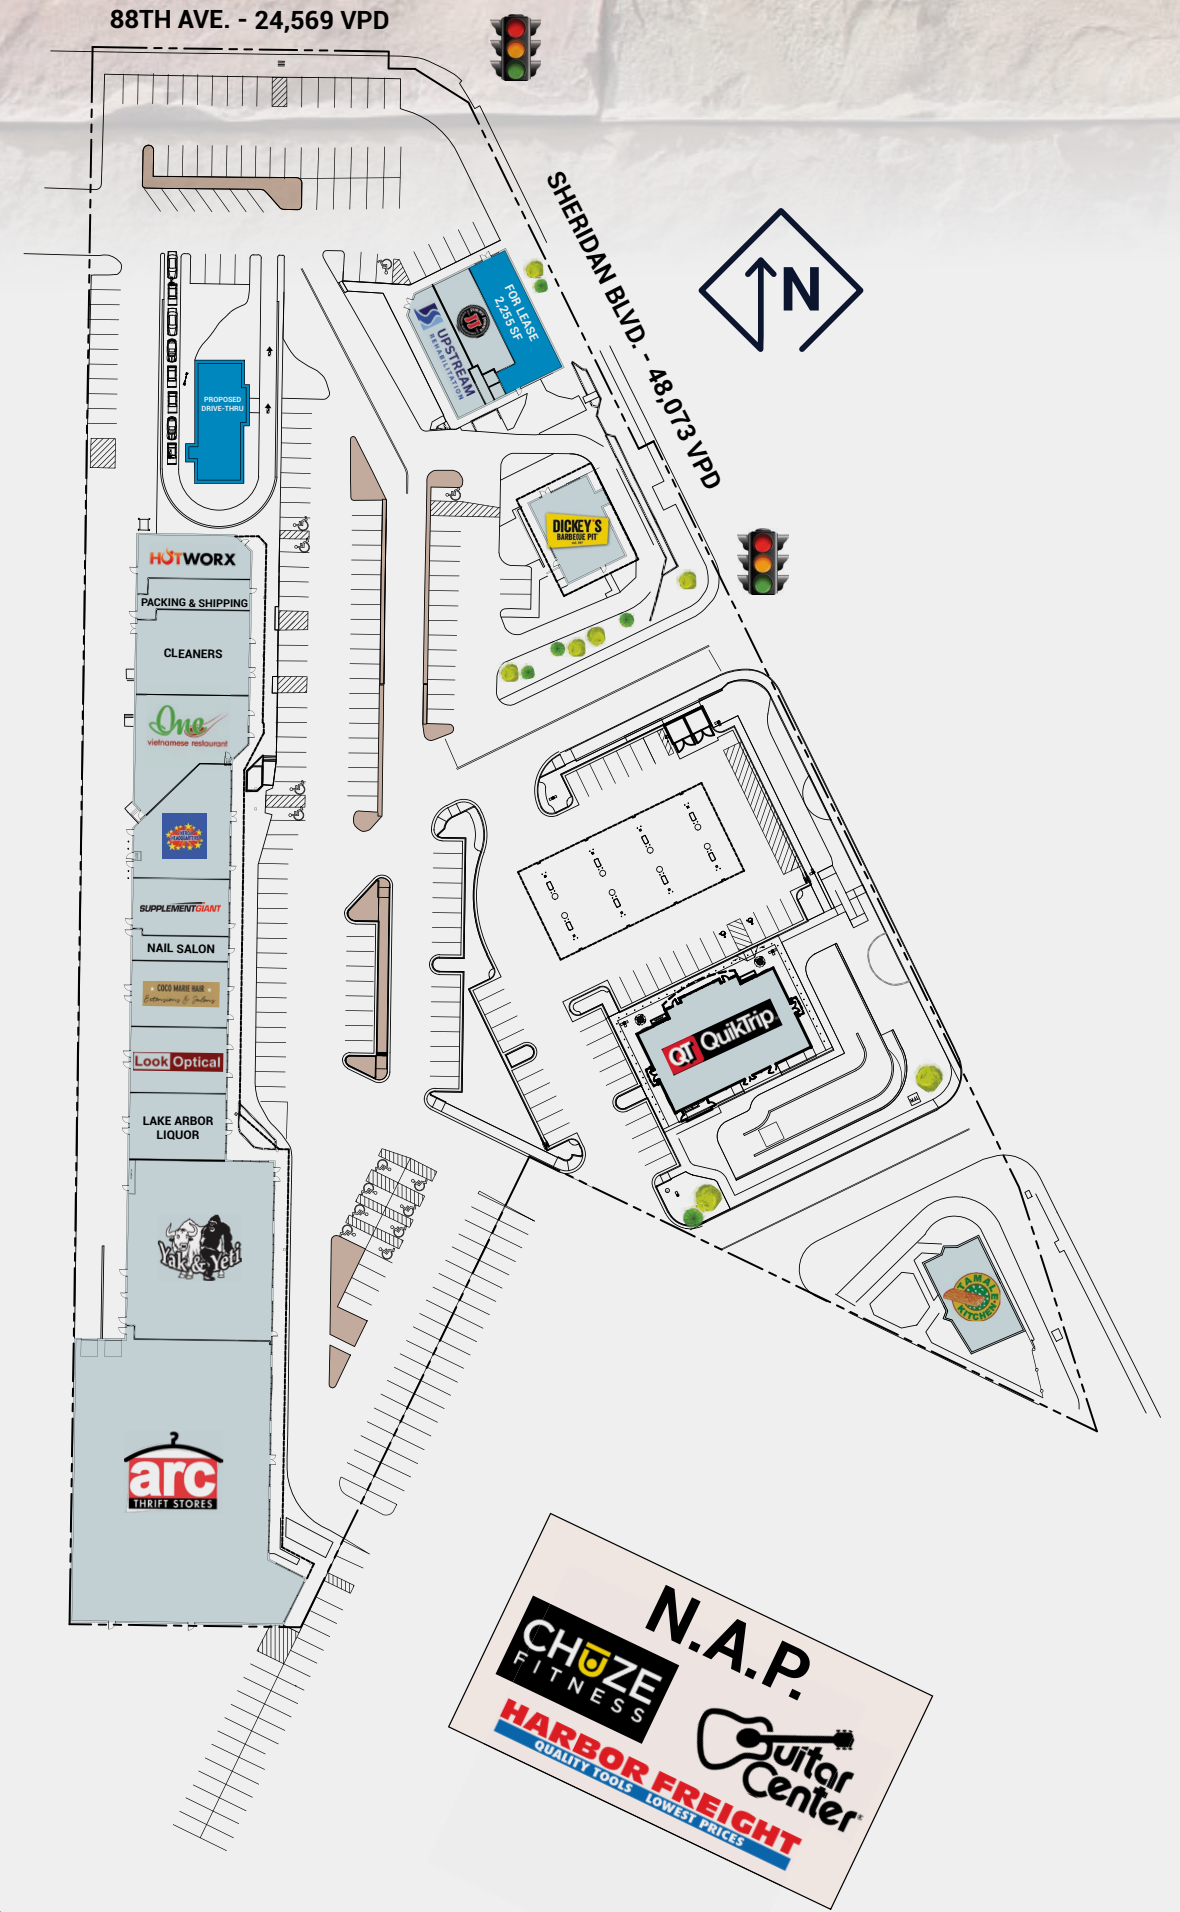 88TH AVE. - 24,569 VPD
SHERIDAN BLVD. - 48,073 VPD
N
FOR LEASE
2,255 SF
UPSTREAM
REHABILITATION
PROPOSED
DRIVE-THRU
DICKEY'S
BARBECUE PIT
HOTWORX
PACKING & SHIPPING
CLEANERS
One
vietnamese restaurant
SUPPLEMENTGIANT
NAIL SALON
COCO MARIE HAIR
Extensions & Salons
Look Optical
LAKE ARBOR
LIQUOR
Yak & Yeti
arc
THRIFT STORES
QT QuikTrip
TAMALE
KITCHEN
N.A.P.
CHUZE
FITNESS
HARBOR FREIGHT
QUALITY TOOLS LOWEST PRICES
Guitar
Center